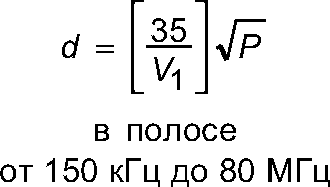 d = [35/V₁]√P
в полосе
от 150 кГц до 80 МГц